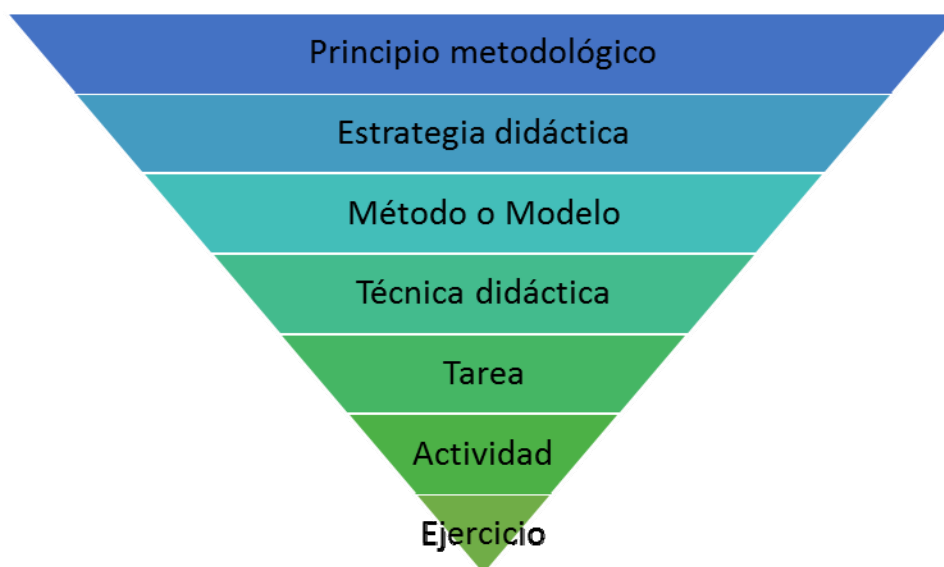 Principio metodológico
Estrategia didáctica
Método o Modelo
Técnica didáctica
Tarea
Actividad
Ejercicio